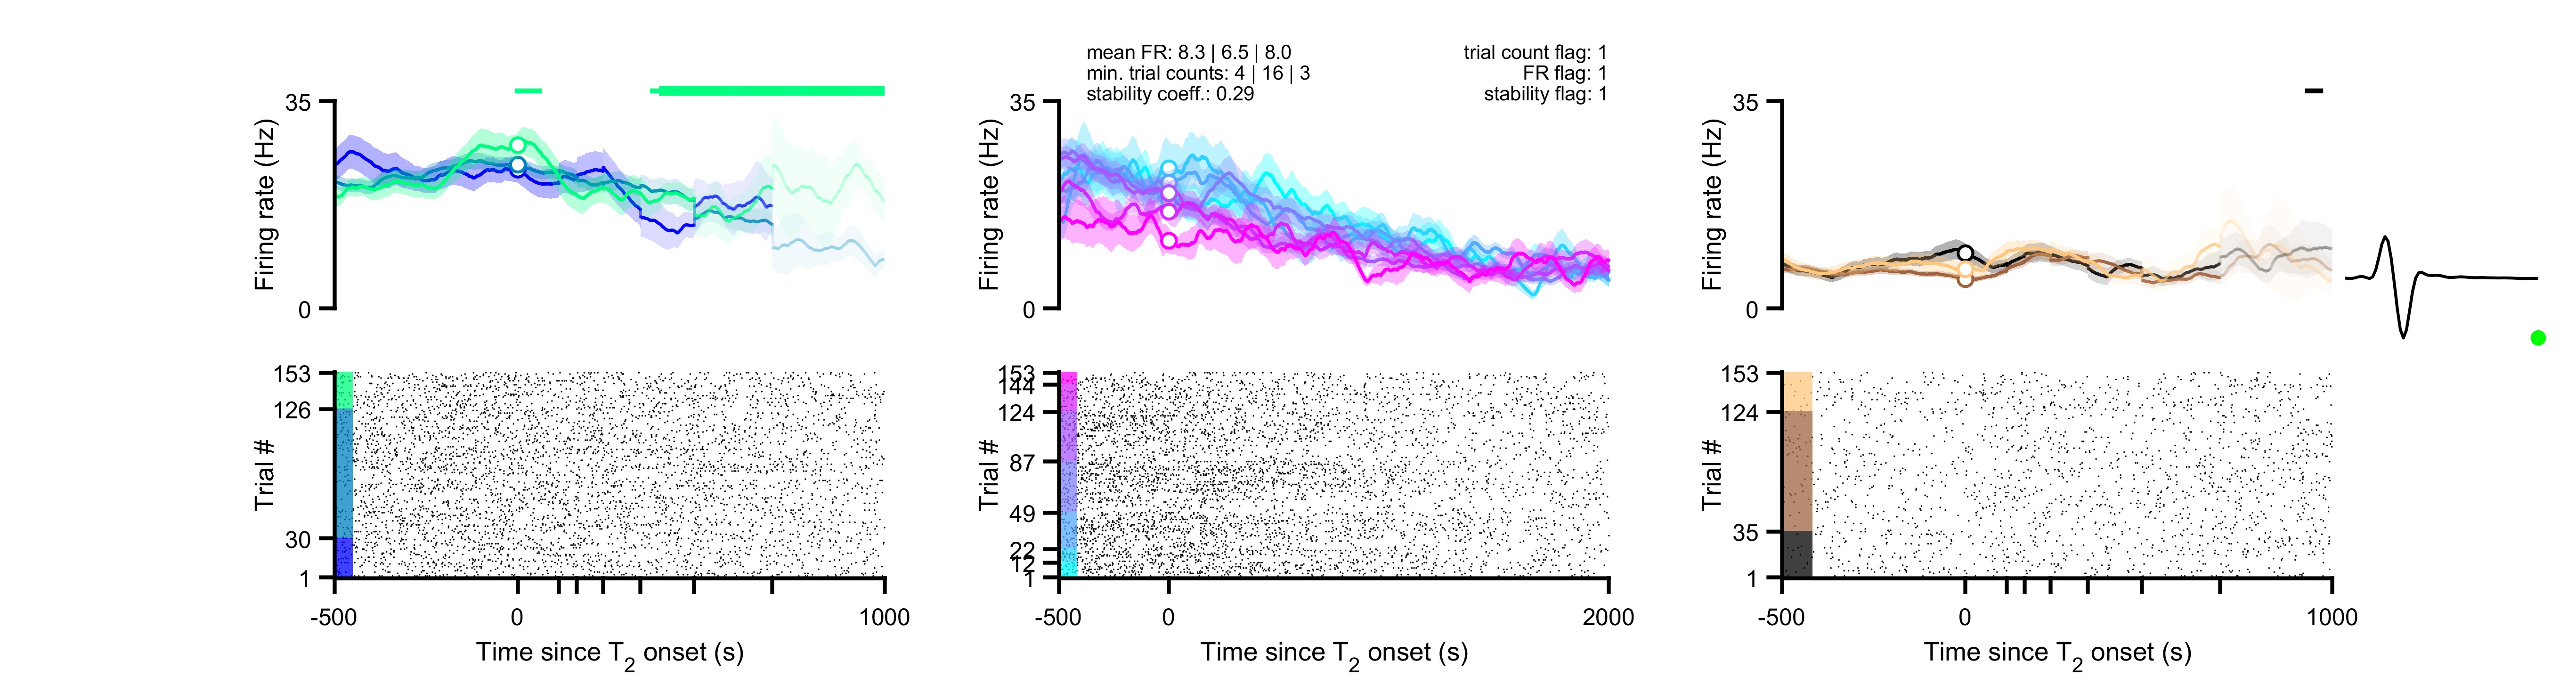 mean FR: 8.3 | 6.5 | 8.0
min. trial counts: 4 | 16 | 3
stability coeff.: 0.29
trial count flag: 1
FR flag: 1
stability flag: 1
35
Firing rate (Hz)
0
35
Firing rate (Hz)
0
35
Firing rate (Hz)
0
153
126
Trial #
30
1
-500
0
1000
Time since T2 onset (s)
153
144
124
Trial #
87
49
22
12
1
-500
0
2000
Time since T2 onset (s)
153
124
Trial #
35
1
-500
0
1000
Time since T2 onset (s)